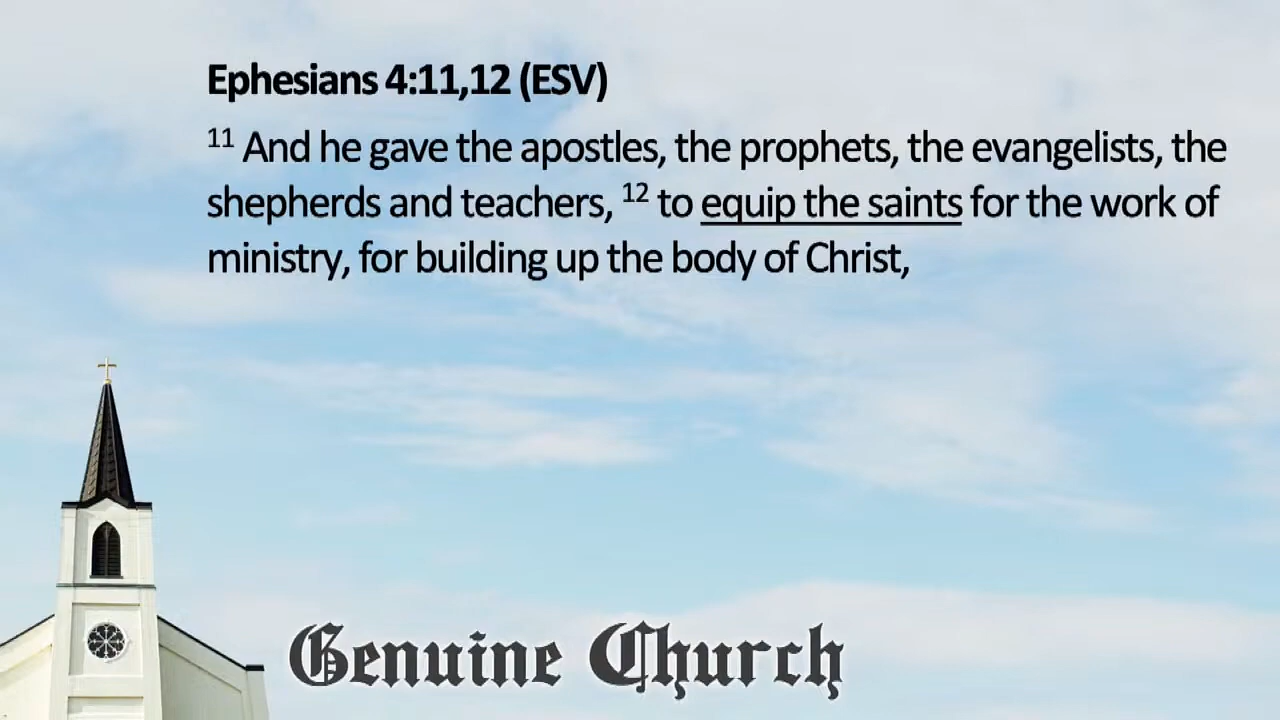 Ephesians 4:11,12 (ESV)
11 And he gave the apostles, the prophets, the evangelists, the
shepherds and teachers, 12 to equip the saints for the work of
ministry, for building up the body of Christ,
Genuine Church